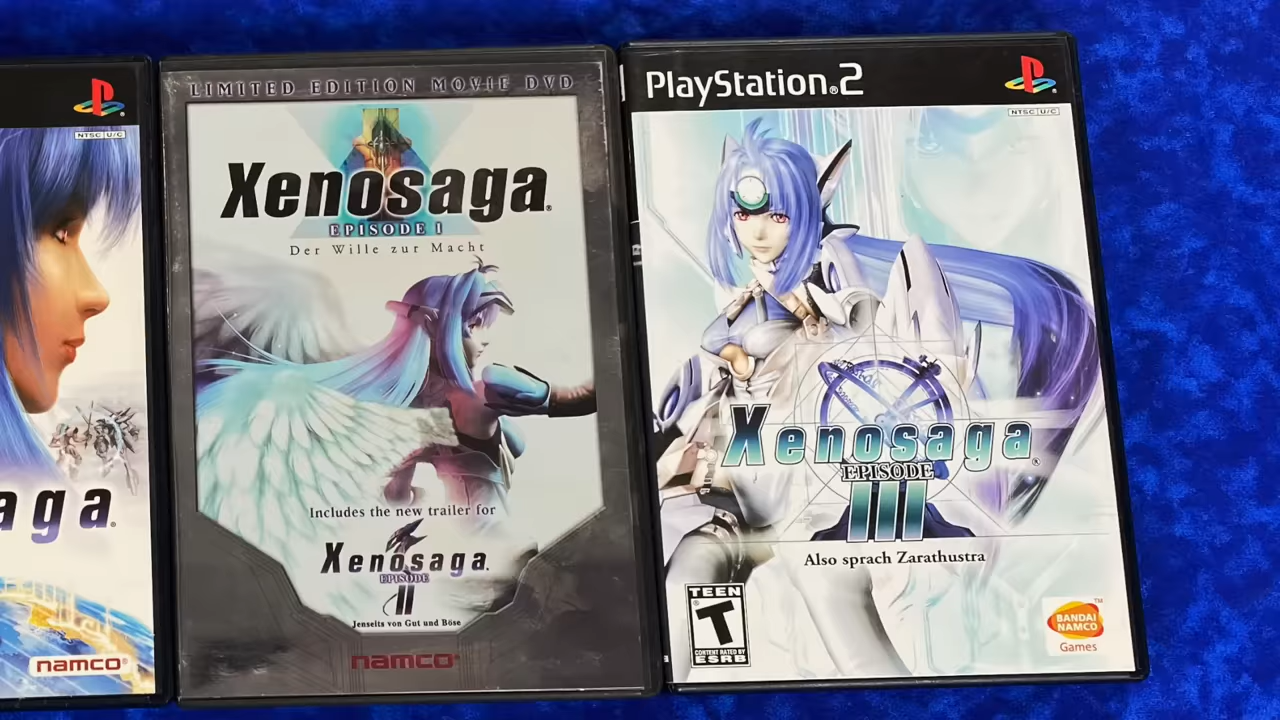 NTSC U/C
aga
namco
LIMITED EDITION MOVIE DVD
Xenosaga
EPISODE I
Der Wille zur Macht
Includes the new trailer for
Xenosaga
EPISODE
II
Jenseits von Gut und Böse
namco
PlayStation 2
NTSC U/C
Xenosaga
EPISODE
III
Also sprach Zarathustra
TEEN
T
CONTENT RATED BY
ESRB
BANDAI
NAMCO
Games